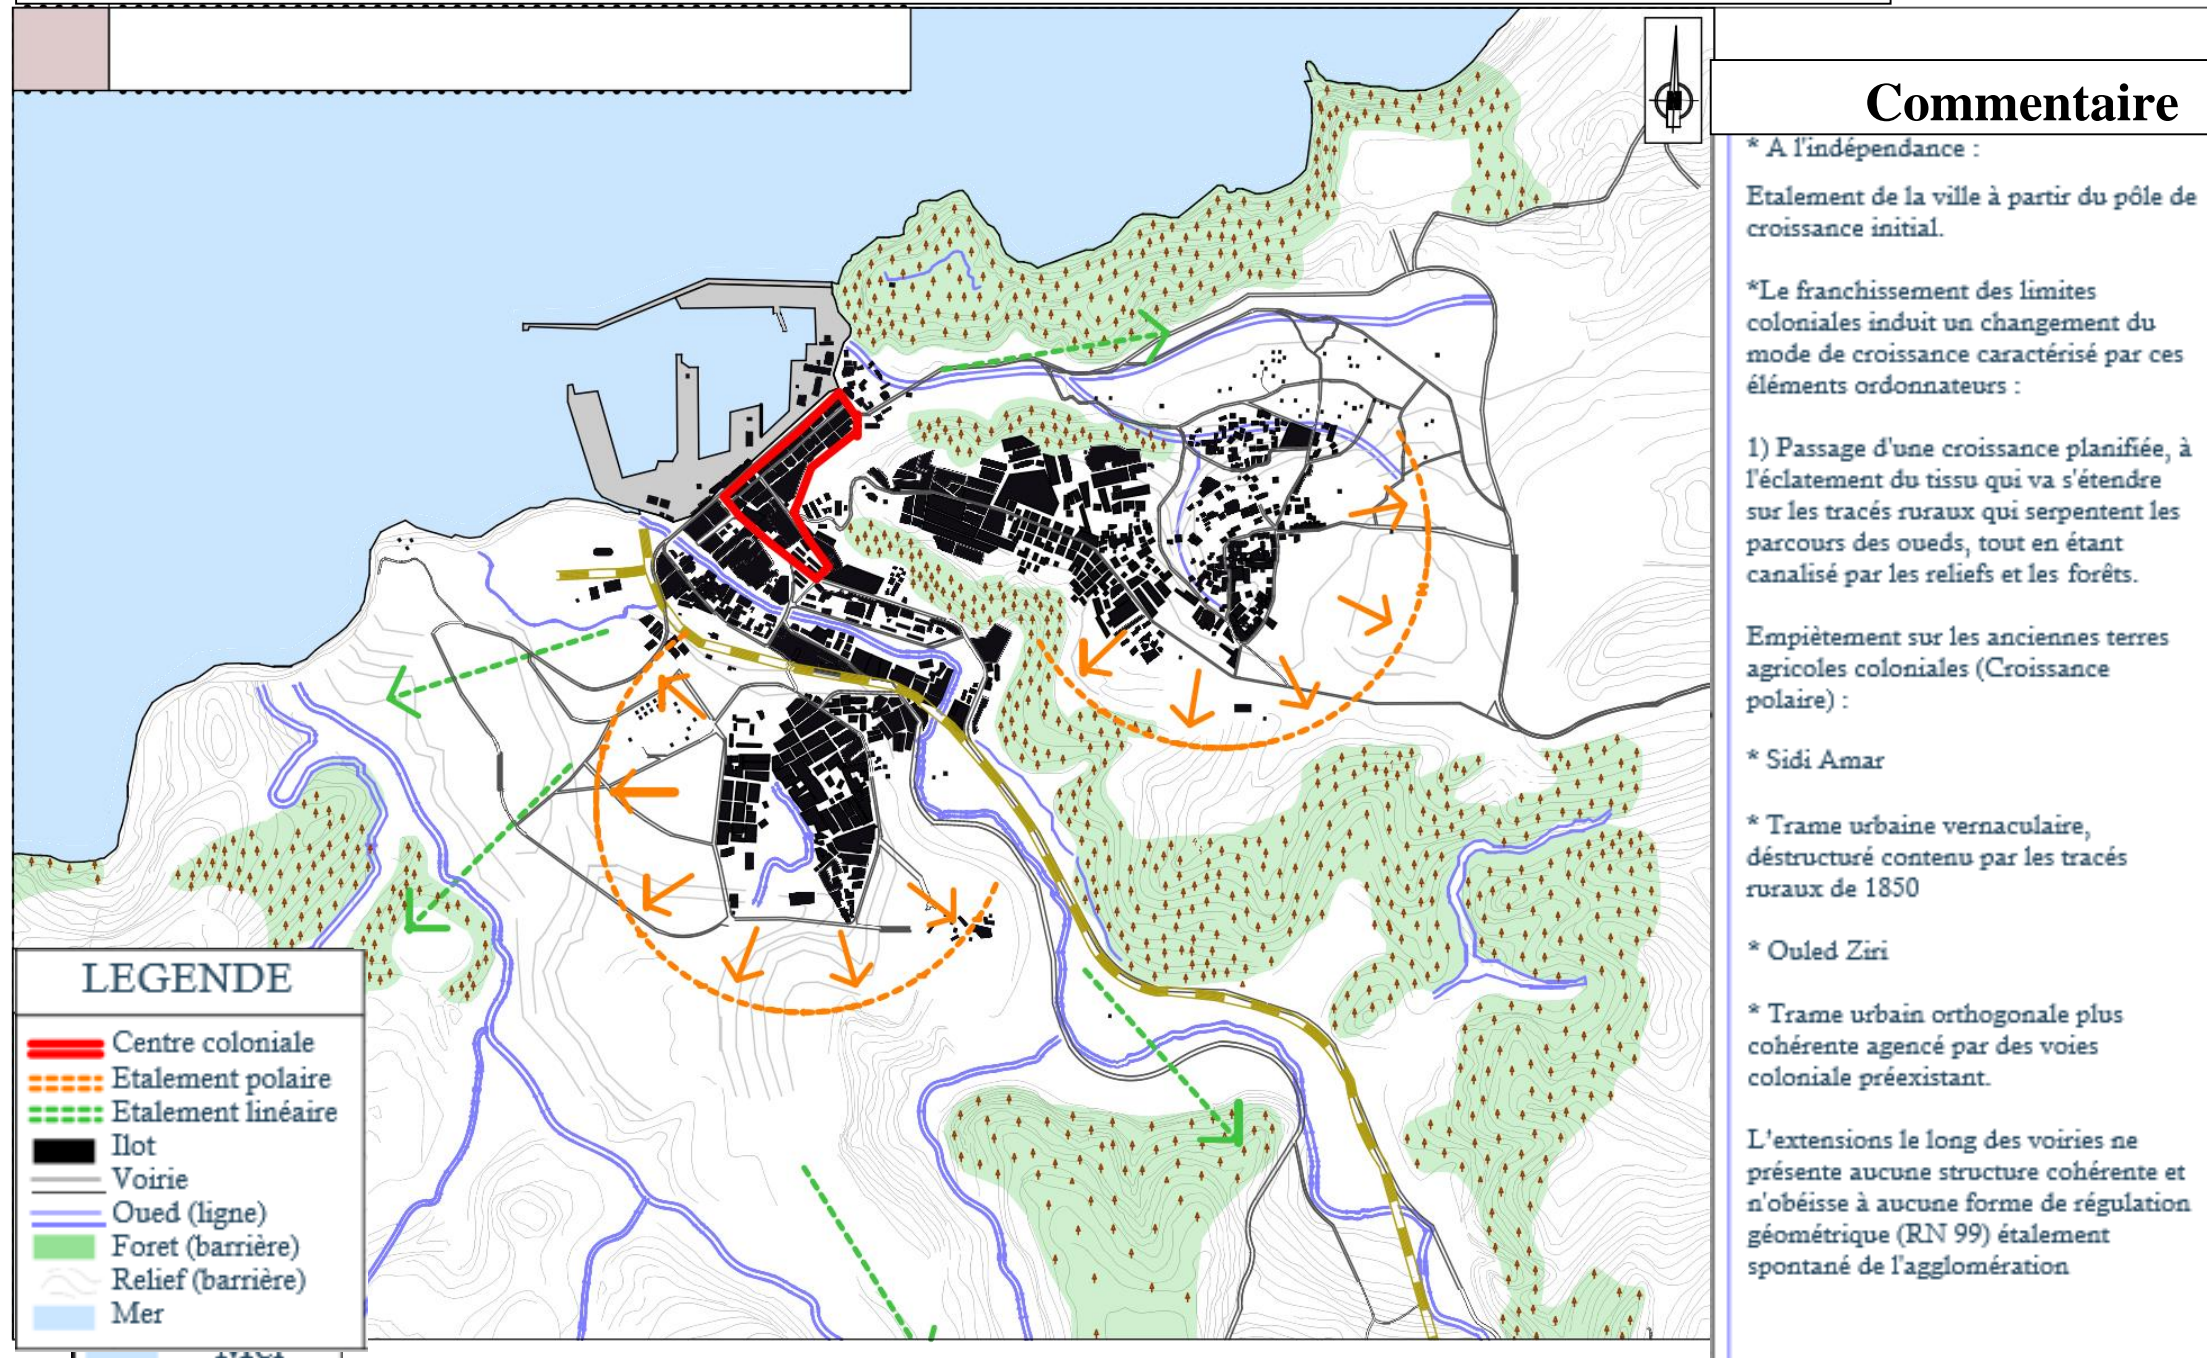 Commentaire
* A l'indépendance :
Etalement de la ville à partir du pôle de
croissance initial.
*Le franchissement des limites
coloniales induit un changement du
mode de croissance caractérisé par ces
éléments ordonnateurs :
1) Passage d'une croissance planifiée, à
l'éclatement du tissu qui va s'étendre
sur les tracés ruraux qui serpentent les
parcours des oueds, tout en étant
canalisé par les reliefs et les forêts.
Empiètement sur les anciennes terres
agricoles coloniales (Croissance
polaire) :
* Sidi Amar
* Trame urbaine vernaculaire,
déstructuré contenu par les tracés
ruraux de 1850
* Ouled Ziri
* Trame urbain orthogonale plus
cohérente agencé par des voies
coloniale préexistant.
L'extensions le long des voiries ne
présente aucune structure cohérente et
n'obéisse à aucune forme de régulation
géométrique (RN 99) étalement
spontané de l'agglomération
LEGENDE
Centre coloniale
Etalement polaire
Etalement linéaire
Ilot
Voirie
Oued (ligne)
Foret (barrière)
Relief (barrière)
Mer
Mer